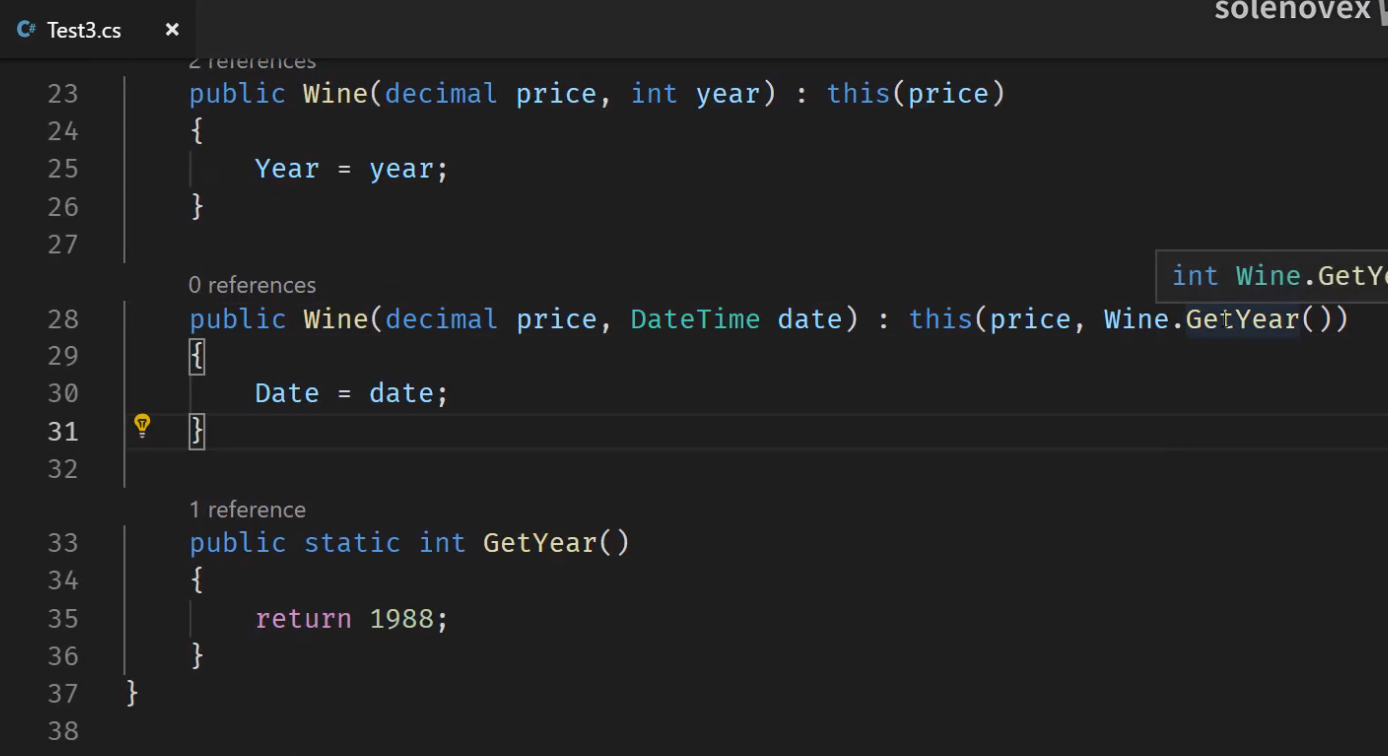 C# Test3.cs ×
solenovex
2 references
23 public Wine(decimal price, int year) : this(price)
24 {
25 Year = year;
26 }
27
int Wine.GetYe
0 references
28 public Wine(decimal price, DateTime date) : this(price, Wine.GetYear())
29 {
30 Date = date;
31 }
32
1 reference
33 public static int GetYear()
34 {
35 return 1988;
36 }
37 }
38